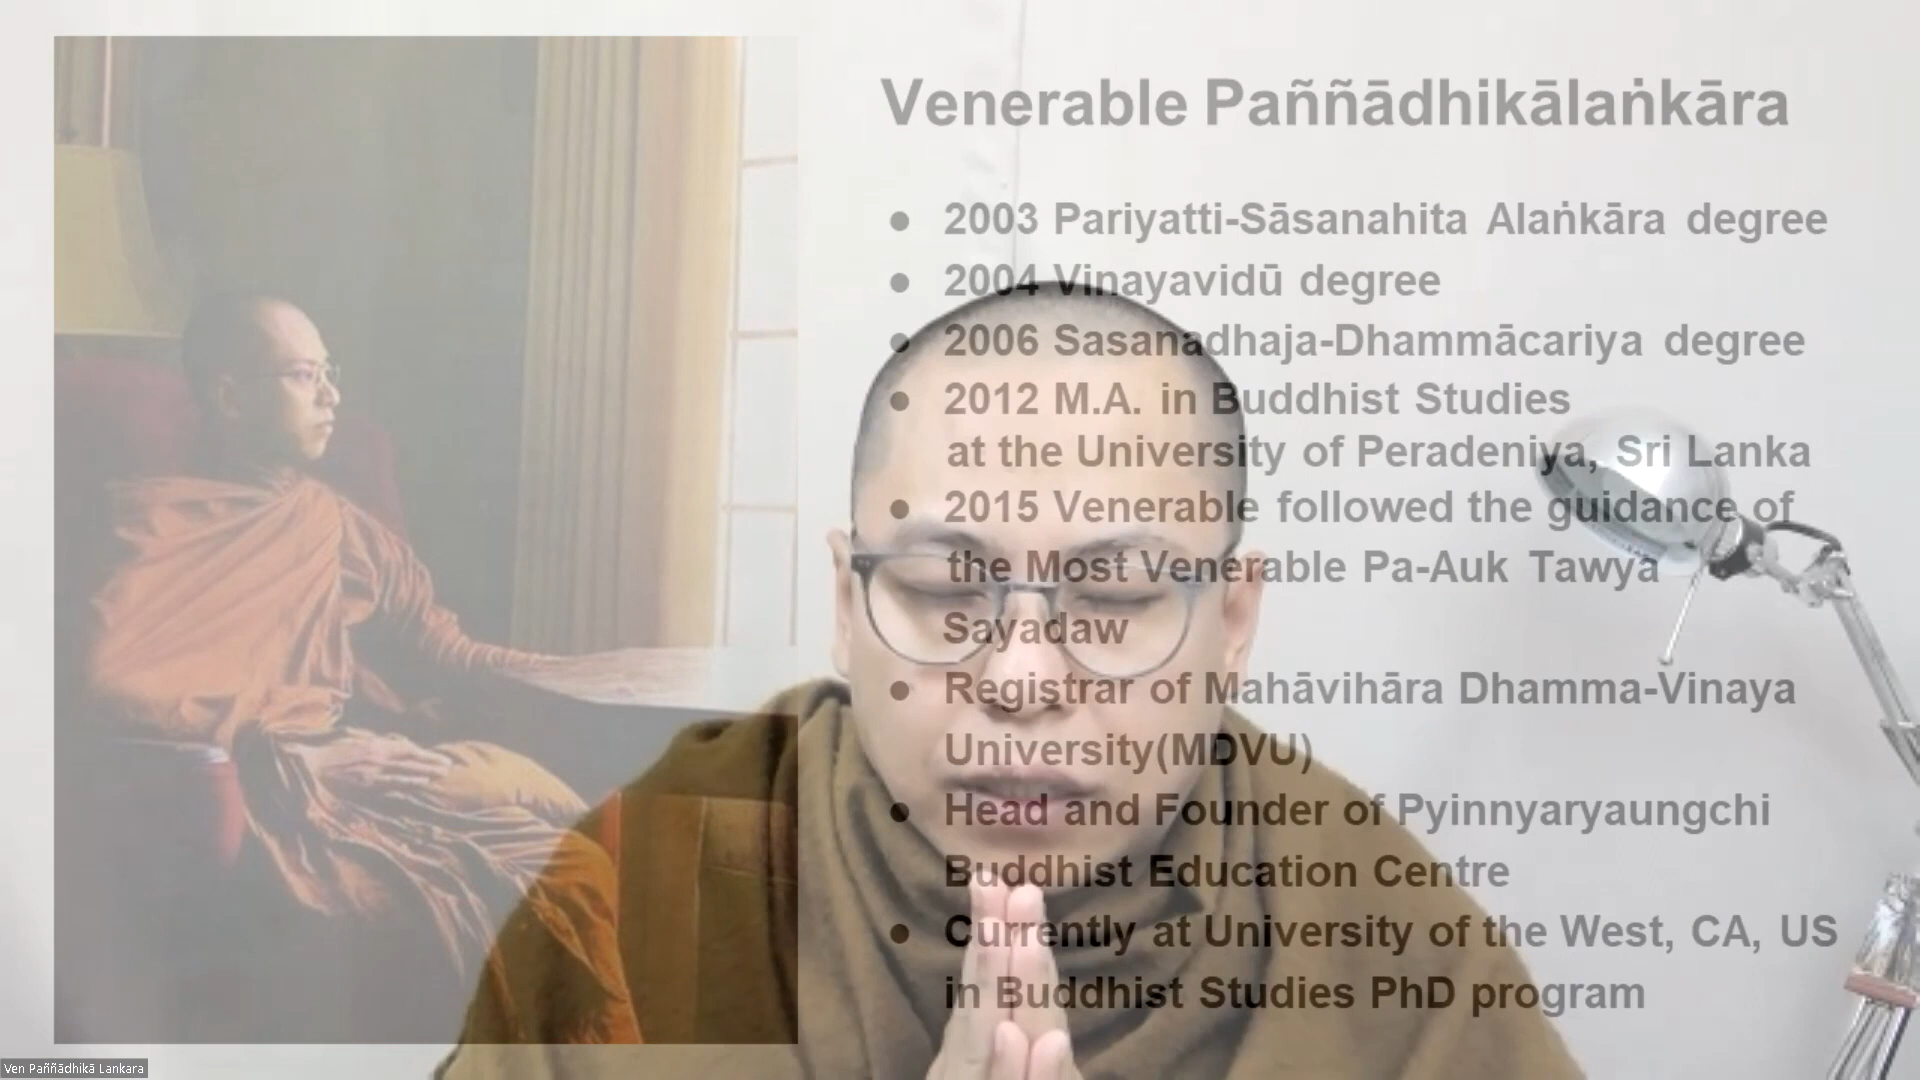 Venerable Paññādhikālaṅkāra
● 2003 Pariyatti-Sāsanahita Alaṅkāra degree
● 2004 Vinayavidū degree
● 2006 Sasanadhaja-Dhammācariya degree
● 2012 M.A. in Buddhist Studies
at the University of Peradeniya, Sri Lanka
● 2015 Venerable followed the guidance of
the Most Venerable Pa-Auk Tawya
Sayadaw
● Registrar of Mahāvihāra Dhamma-Vinaya
University(MDVU)
● Head and Founder of Pyinnyaryaungchi
Buddhist Education Centre
● Currently at University of the West, CA, US
in Buddhist Studies PhD program
Ven Paññādhikā Lankara